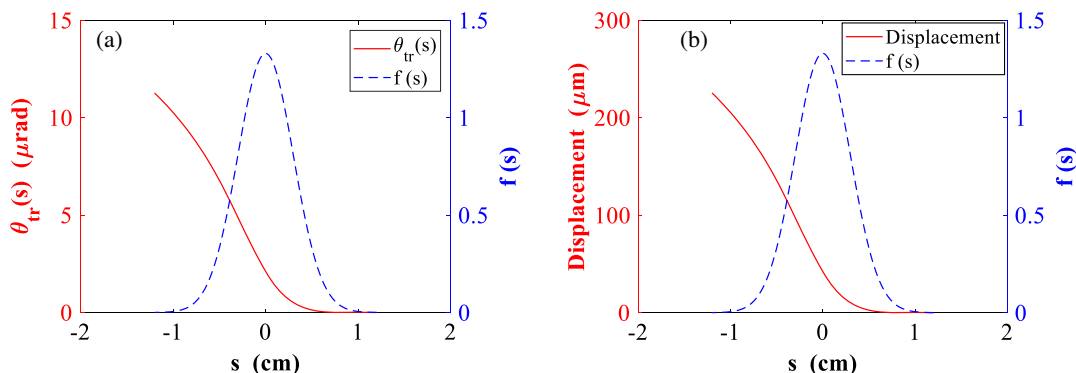 (a)
θtr(s)
f (s)
15
10
5
0
θtr(s) (μrad)
1.5
1
0.5
0
f (s)
-2
-1
0
1
2
s (cm)
(b)
Displacement
f (s)
300
200
100
0
Displacement (μm)
1.5
1
0.5
0
f (s)
-2
-1
0
1
2
s (cm)